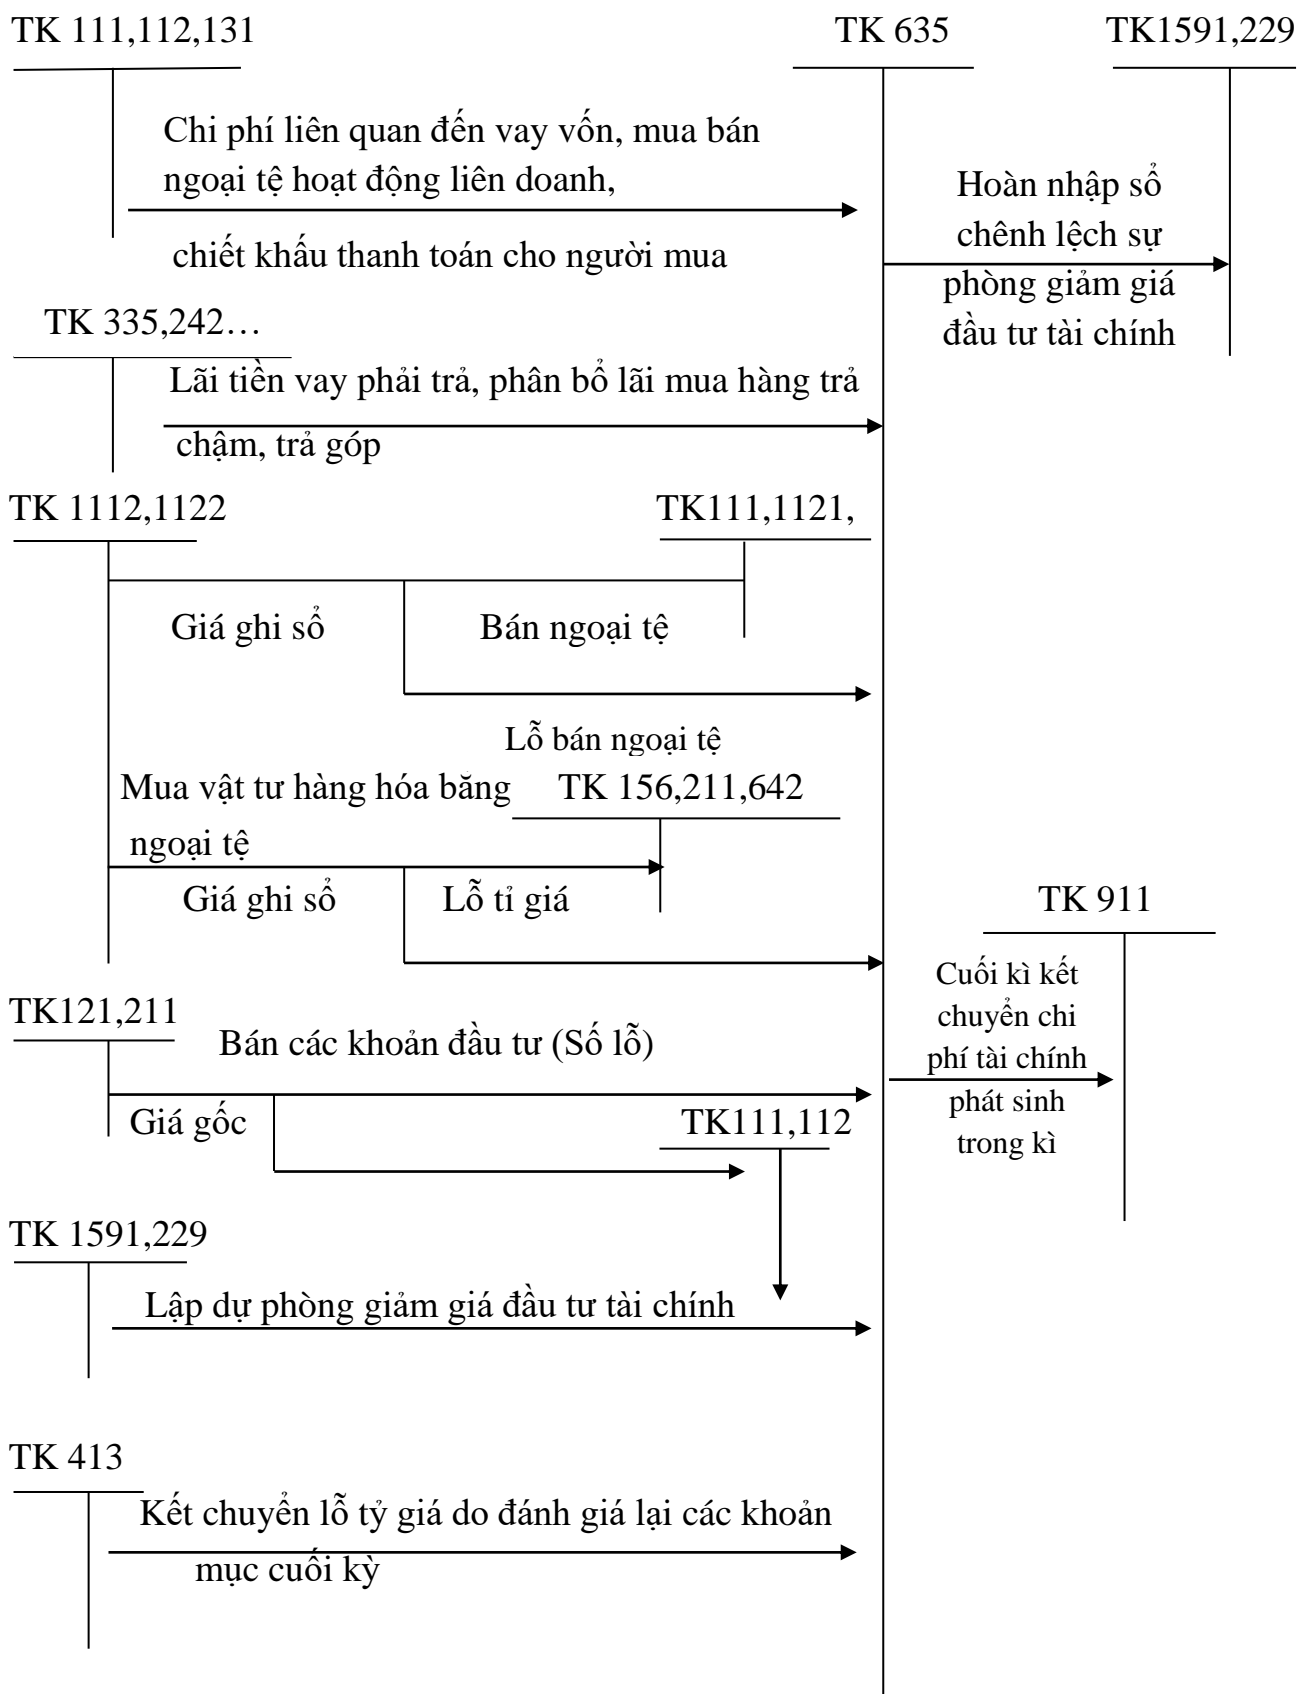 TK 111,112,131
TK 635
TK1591,229
Chi phí liên quan đến vay vốn, mua bán
ngoại tệ hoạt động liên doanh,
chiết khấu thanh toán cho người mua
Hoàn nhập số
chênh lệch sự
phòng giảm giá
đầu tư tài chính
TK 335,242…
Lãi tiền vay phải trả, phân bổ lãi mua hàng trả
chậm, trả góp
TK 1112,1122
TK111,1121,
Giá ghi sổ
Bán ngoại tệ
Lỗ bán ngoại tệ
Mua vật tư hàng hóa băng
ngoại tệ
TK 156,211,642
Giá ghi sổ
Lỗ tỉ giá
TK 911
Cuối kì kết
chuyển chi
phí tài chính
phát sinh
trong kì
TK121,211
Bán các khoản đầu tư (Số lỗ)
Giá gốc
TK111,112
TK 1591,229
Lập dự phòng giảm giá đầu tư tài chính
TK 413
Kết chuyển lỗ tỷ giá do đánh giá lại các khoản
mục cuối kỳ